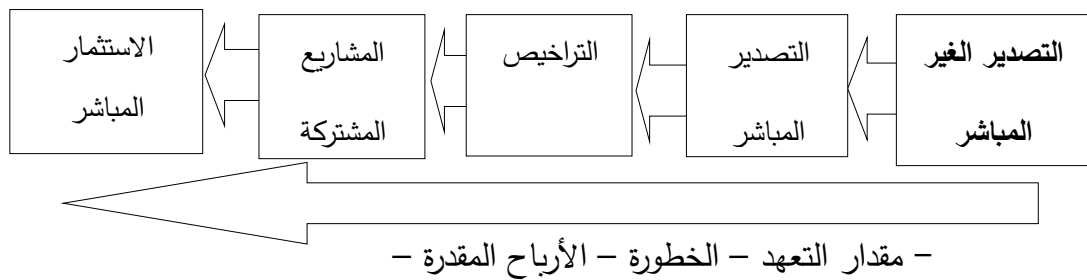 التصدير الغير
المباشر
التصدير
المباشر
التراخيص
المشاريع
المشتركة
الاستثمار
المباشر
– مقدار التعهد – الخطورة – الأرباح المقدرة –